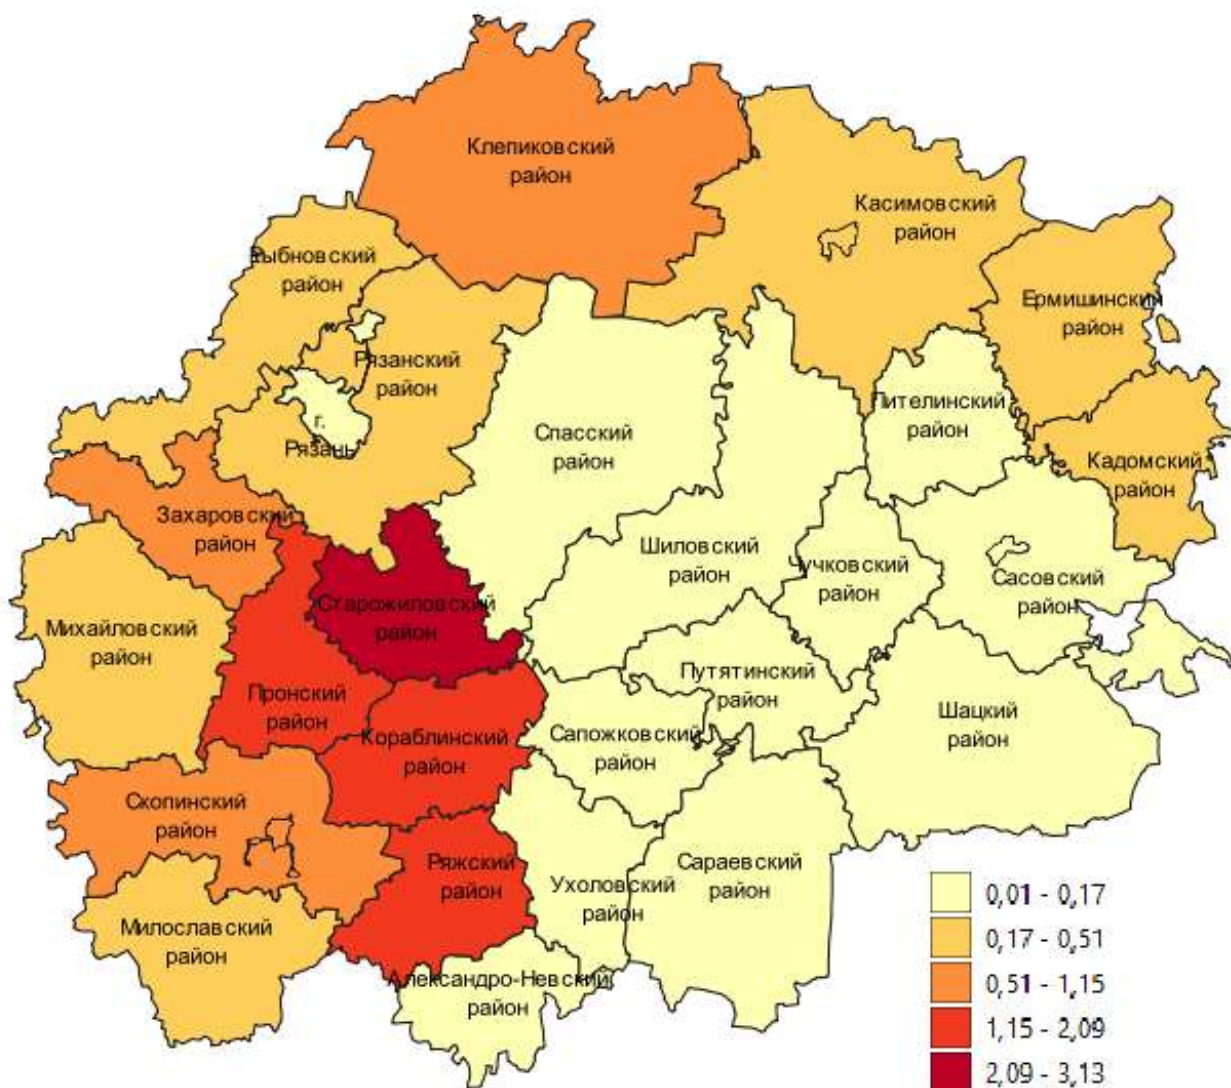 Клепиковский
район
Касимовский
район
Рыбновский
район
Ермишинский
район
Рязанский
район
Пителинский
район
г.
Рязань
Спасский
район
Кадомский
район
Захаровский
район
Шиловский
район
Чучковский
район
Сасовский
район
Старожиловский
район
Михайловский
район
Путятинский
район
Пронский
район
Шацкий
район
Кораблинский
район
Сапожковский
район
Скопинский
район
Ряжский
район
Сараевский
район
Ухоловский
район
Милославский
район
Александро-Невский
район
0,01 - 0,17
0,17 - 0,51
0,51 - 1,15
1,15 - 2,09
2,09 - 3,13